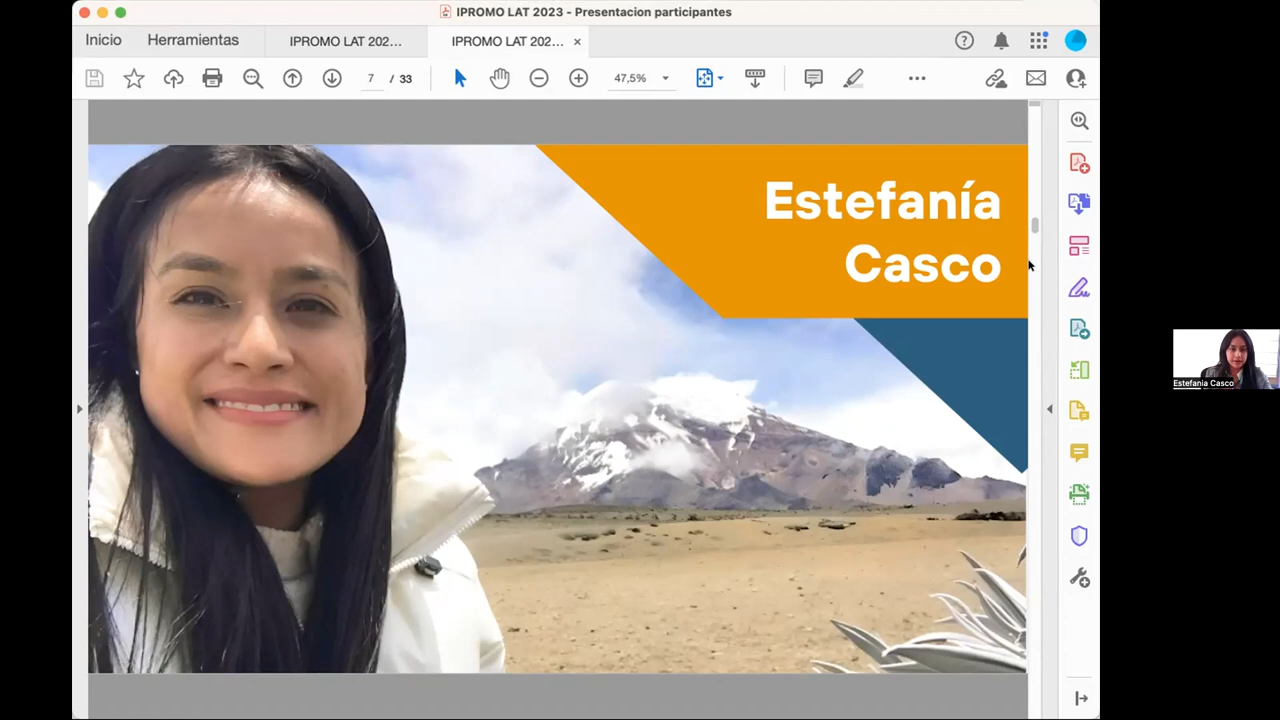 IPROMO LAT 2023 - Presentacion participantes
Inicio
Herramientas
IPROMO LAT 202...
IPROMO LAT 202...
7 / 33
47,5%
Estefanía
Casco
Estefania Casco